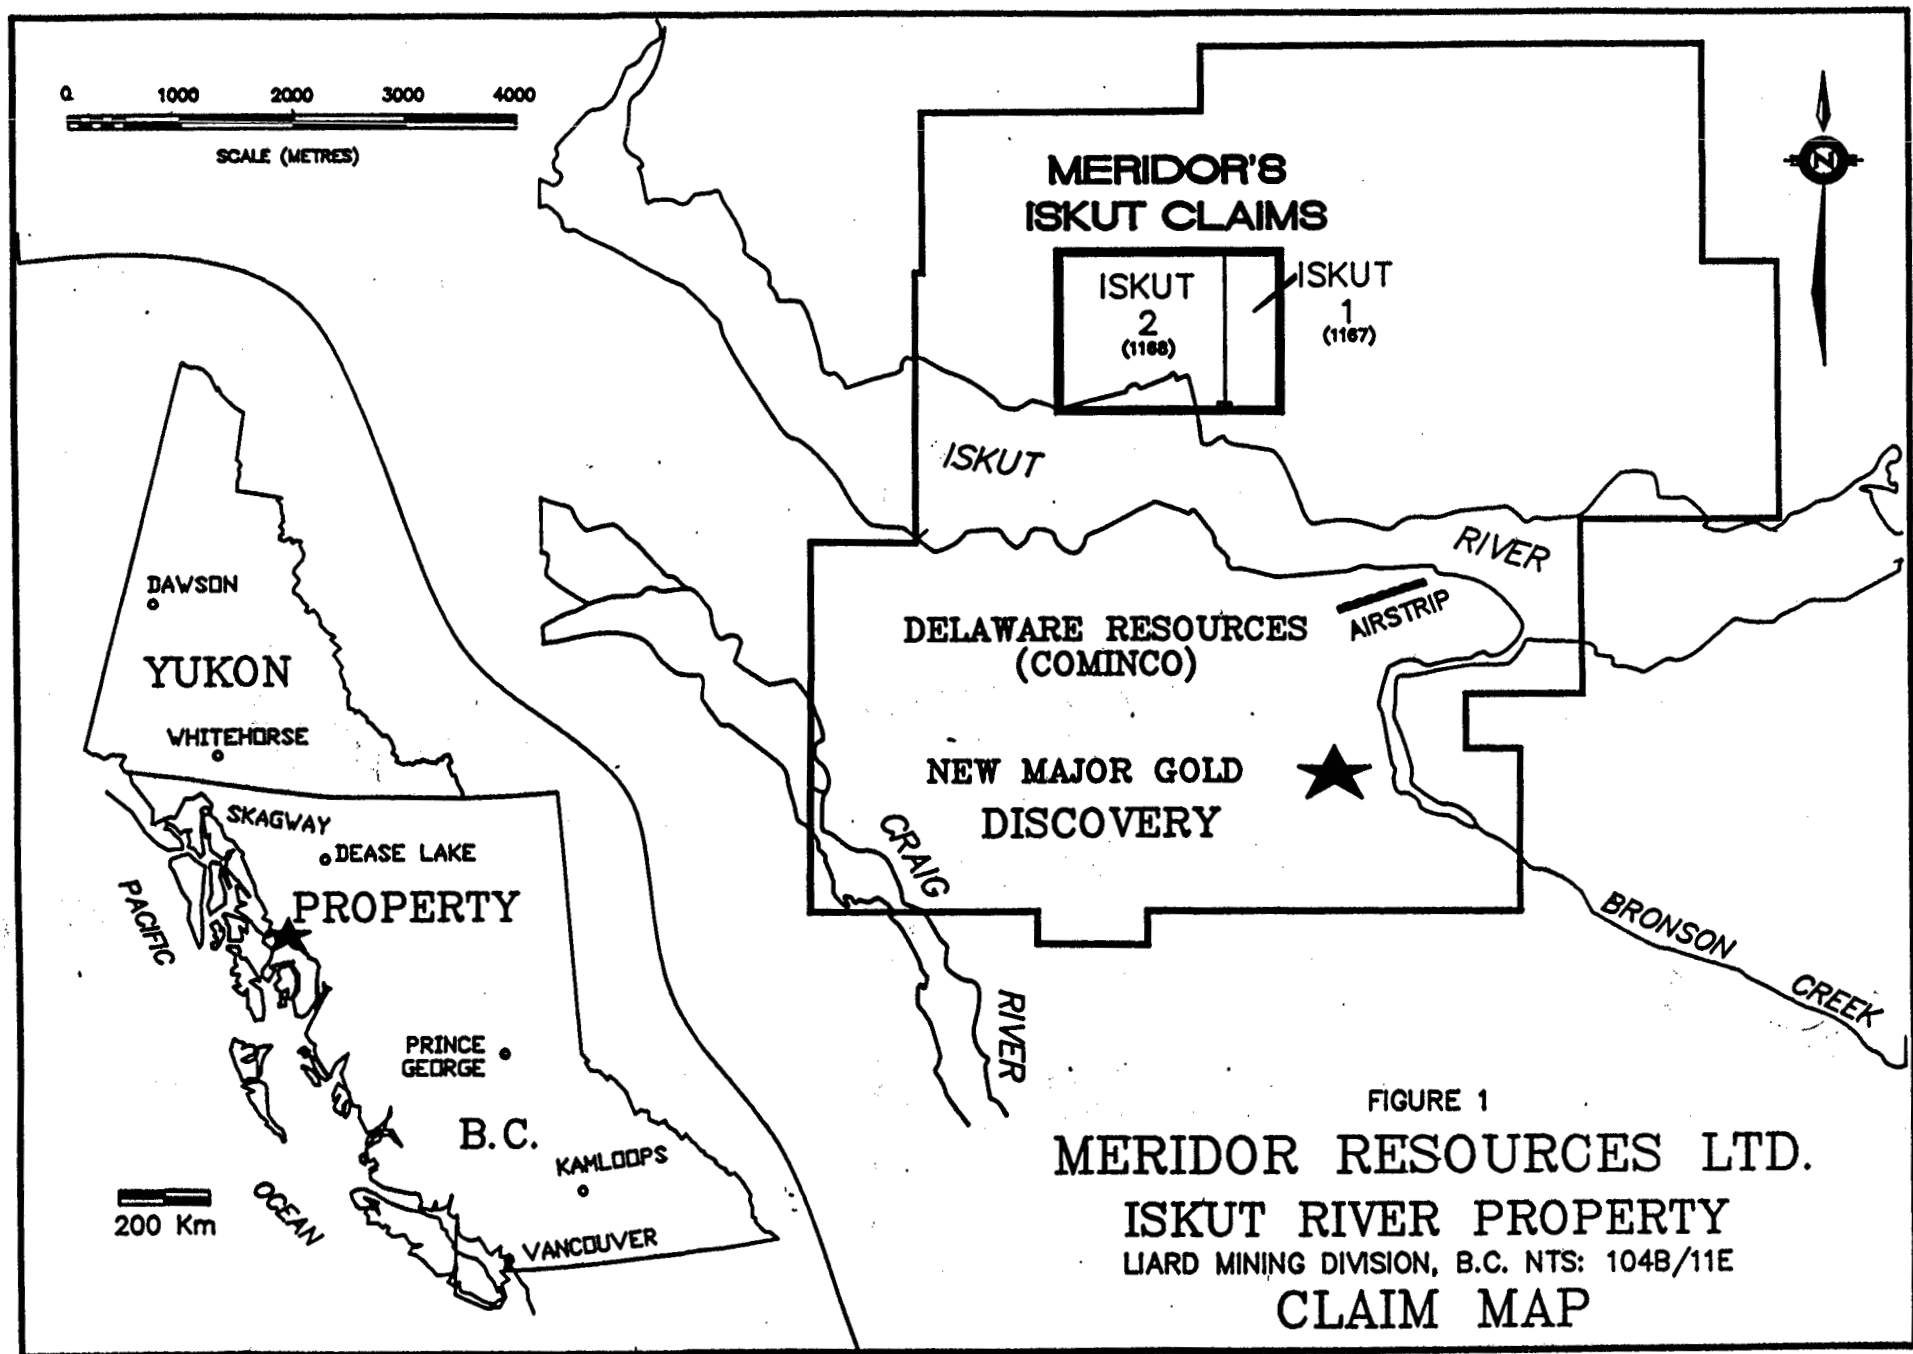 0 1000 2000 3000 4000
SCALE (METRES)
N
MERIDOR'S
ISKUT CLAIMS
ISKUT
2
(1168)
ISKUT
1
(1167)
ISKUT
RIVER
AIRSTRIP
DELAWARE RESOURCES
(COMINCO)
NEW MAJOR GOLD
DISCOVERY
CRAIG
RIVER
BRONSON
CREEK
DAWSON
YUKON
WHITEHORSE
SKAGWAY
DEASE LAKE
PROPERTY
PACIFIC
OCEAN
PRINCE
GEORGE
B.C.
KAMLOOPS
VANCOUVER
200 Km
FIGURE 1
MERIDOR RESOURCES LTD.
ISKUT RIVER PROPERTY
LIARD MINING DIVISION, B.C. NTS: 104B/11E
CLAIM MAP